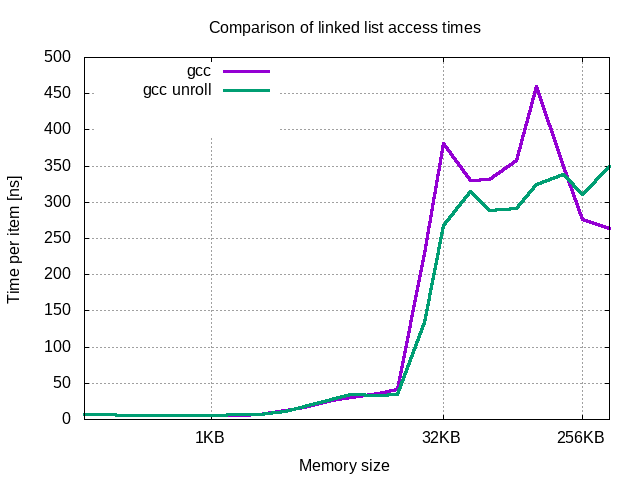 Comparison of linked list access times
gcc
gcc unroll
500
450
400
350
300
250
200
150
100
50
0
Time per item [ns]
1KB 32KB 256KB
Memory size